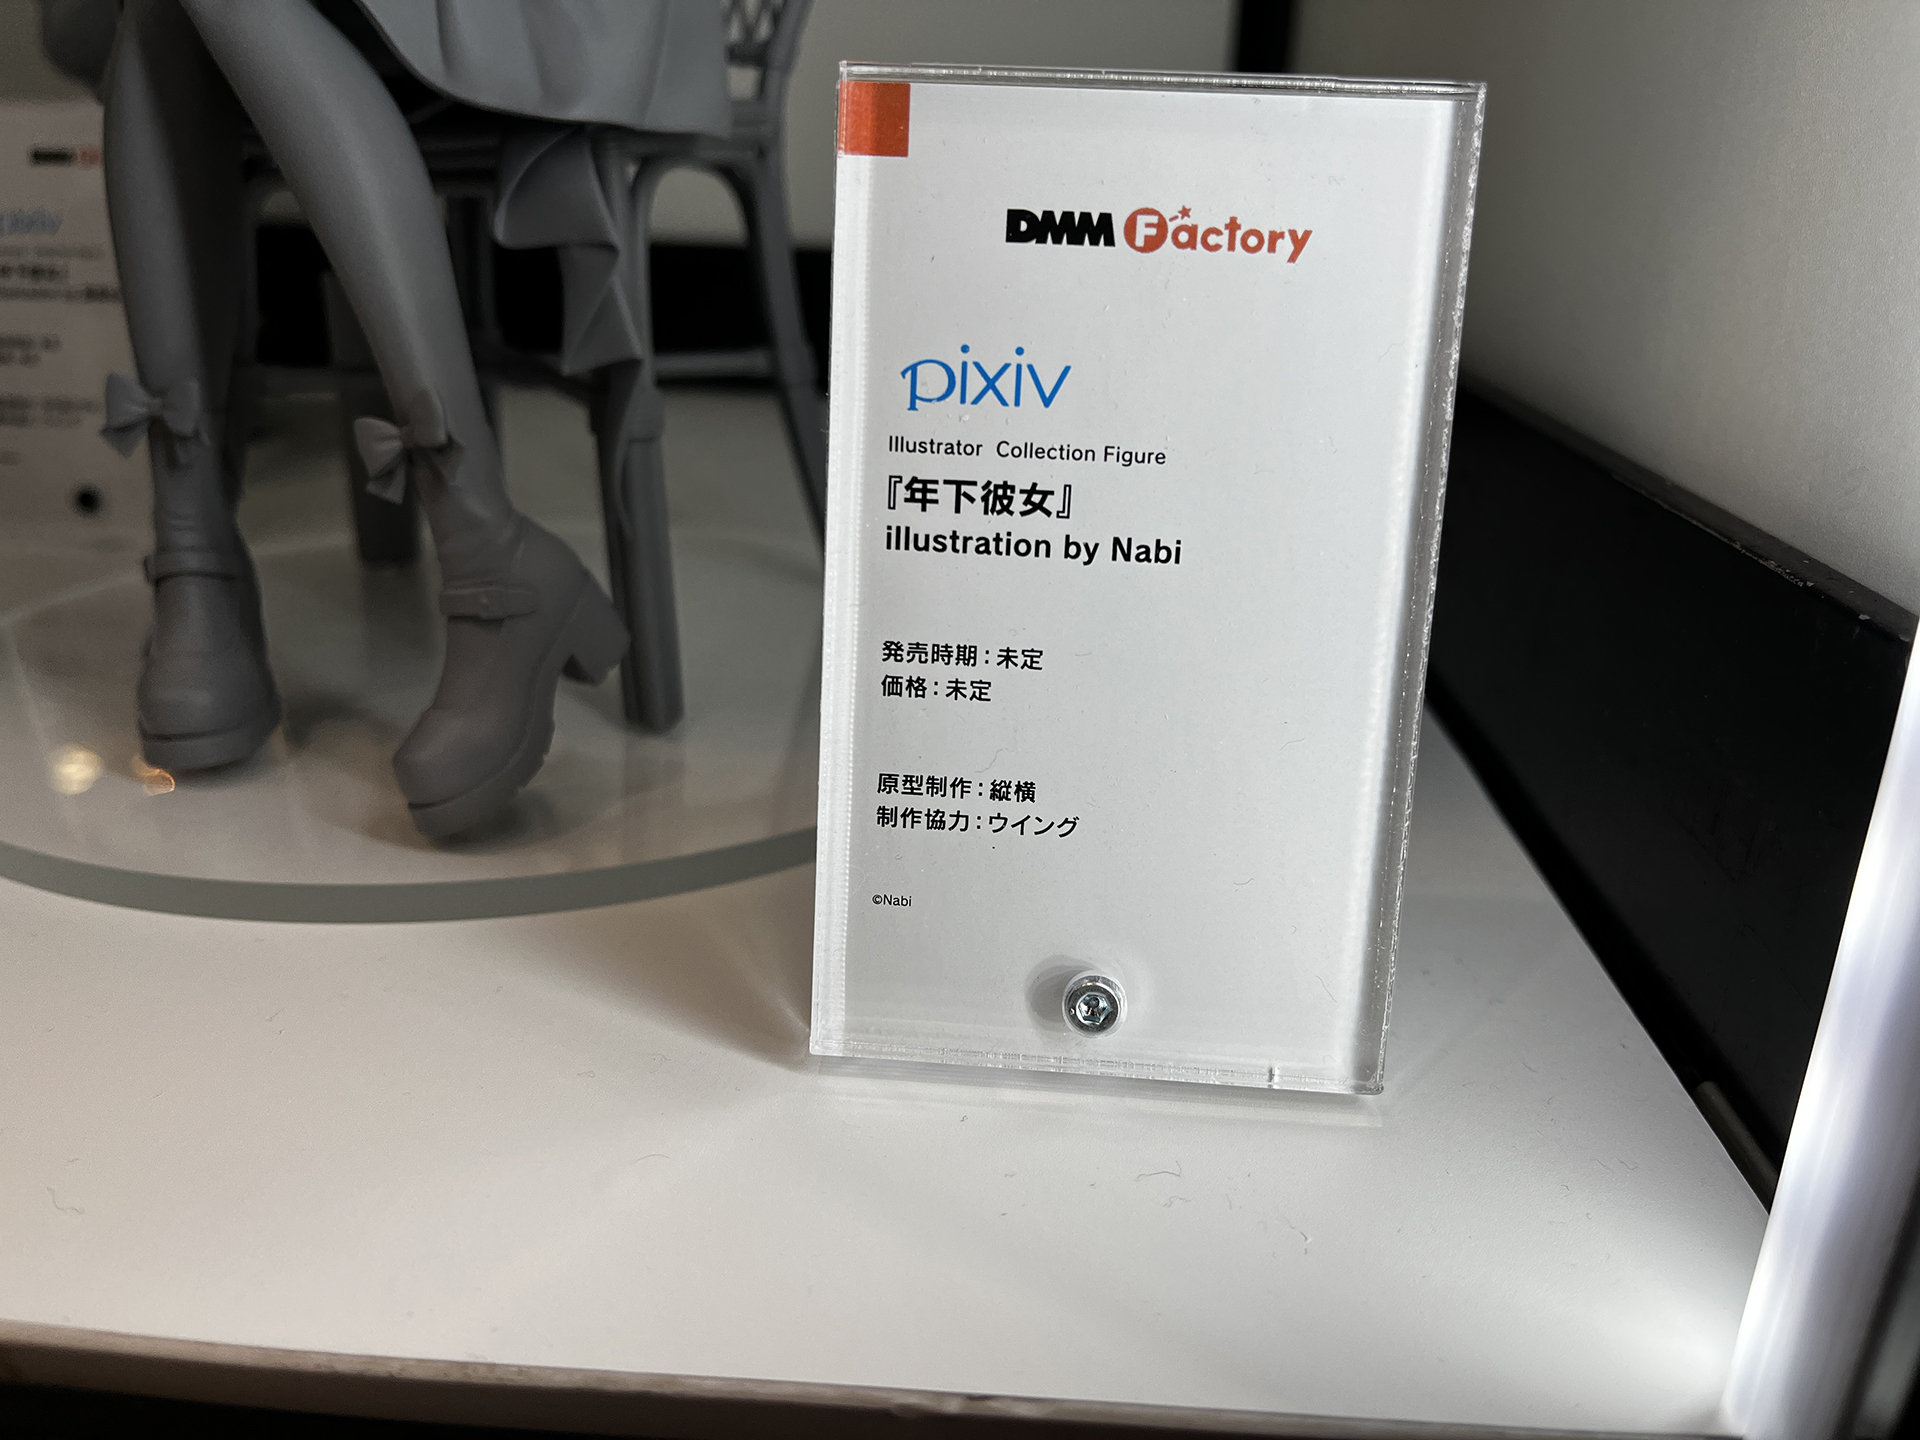 DMM Factory
pixiv
Illustrator Collection Figure
『年下彼女』
illustration by Nabi
発売時期：未定
価格：未定
原型制作：縦横
制作協力：ウイング
©Nabi
pixiv